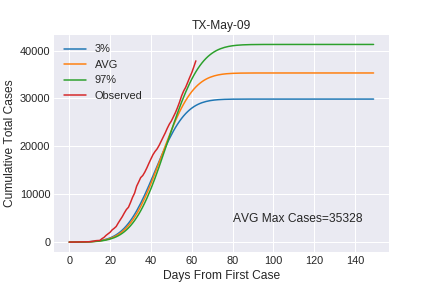 TX-May-09
3%
AVG
97%
Observed
Cumulative Total Cases
40000
30000
20000
10000
0
AVG Max Cases=35328
0 20 40 60 80 100 120 140
Days From First Case